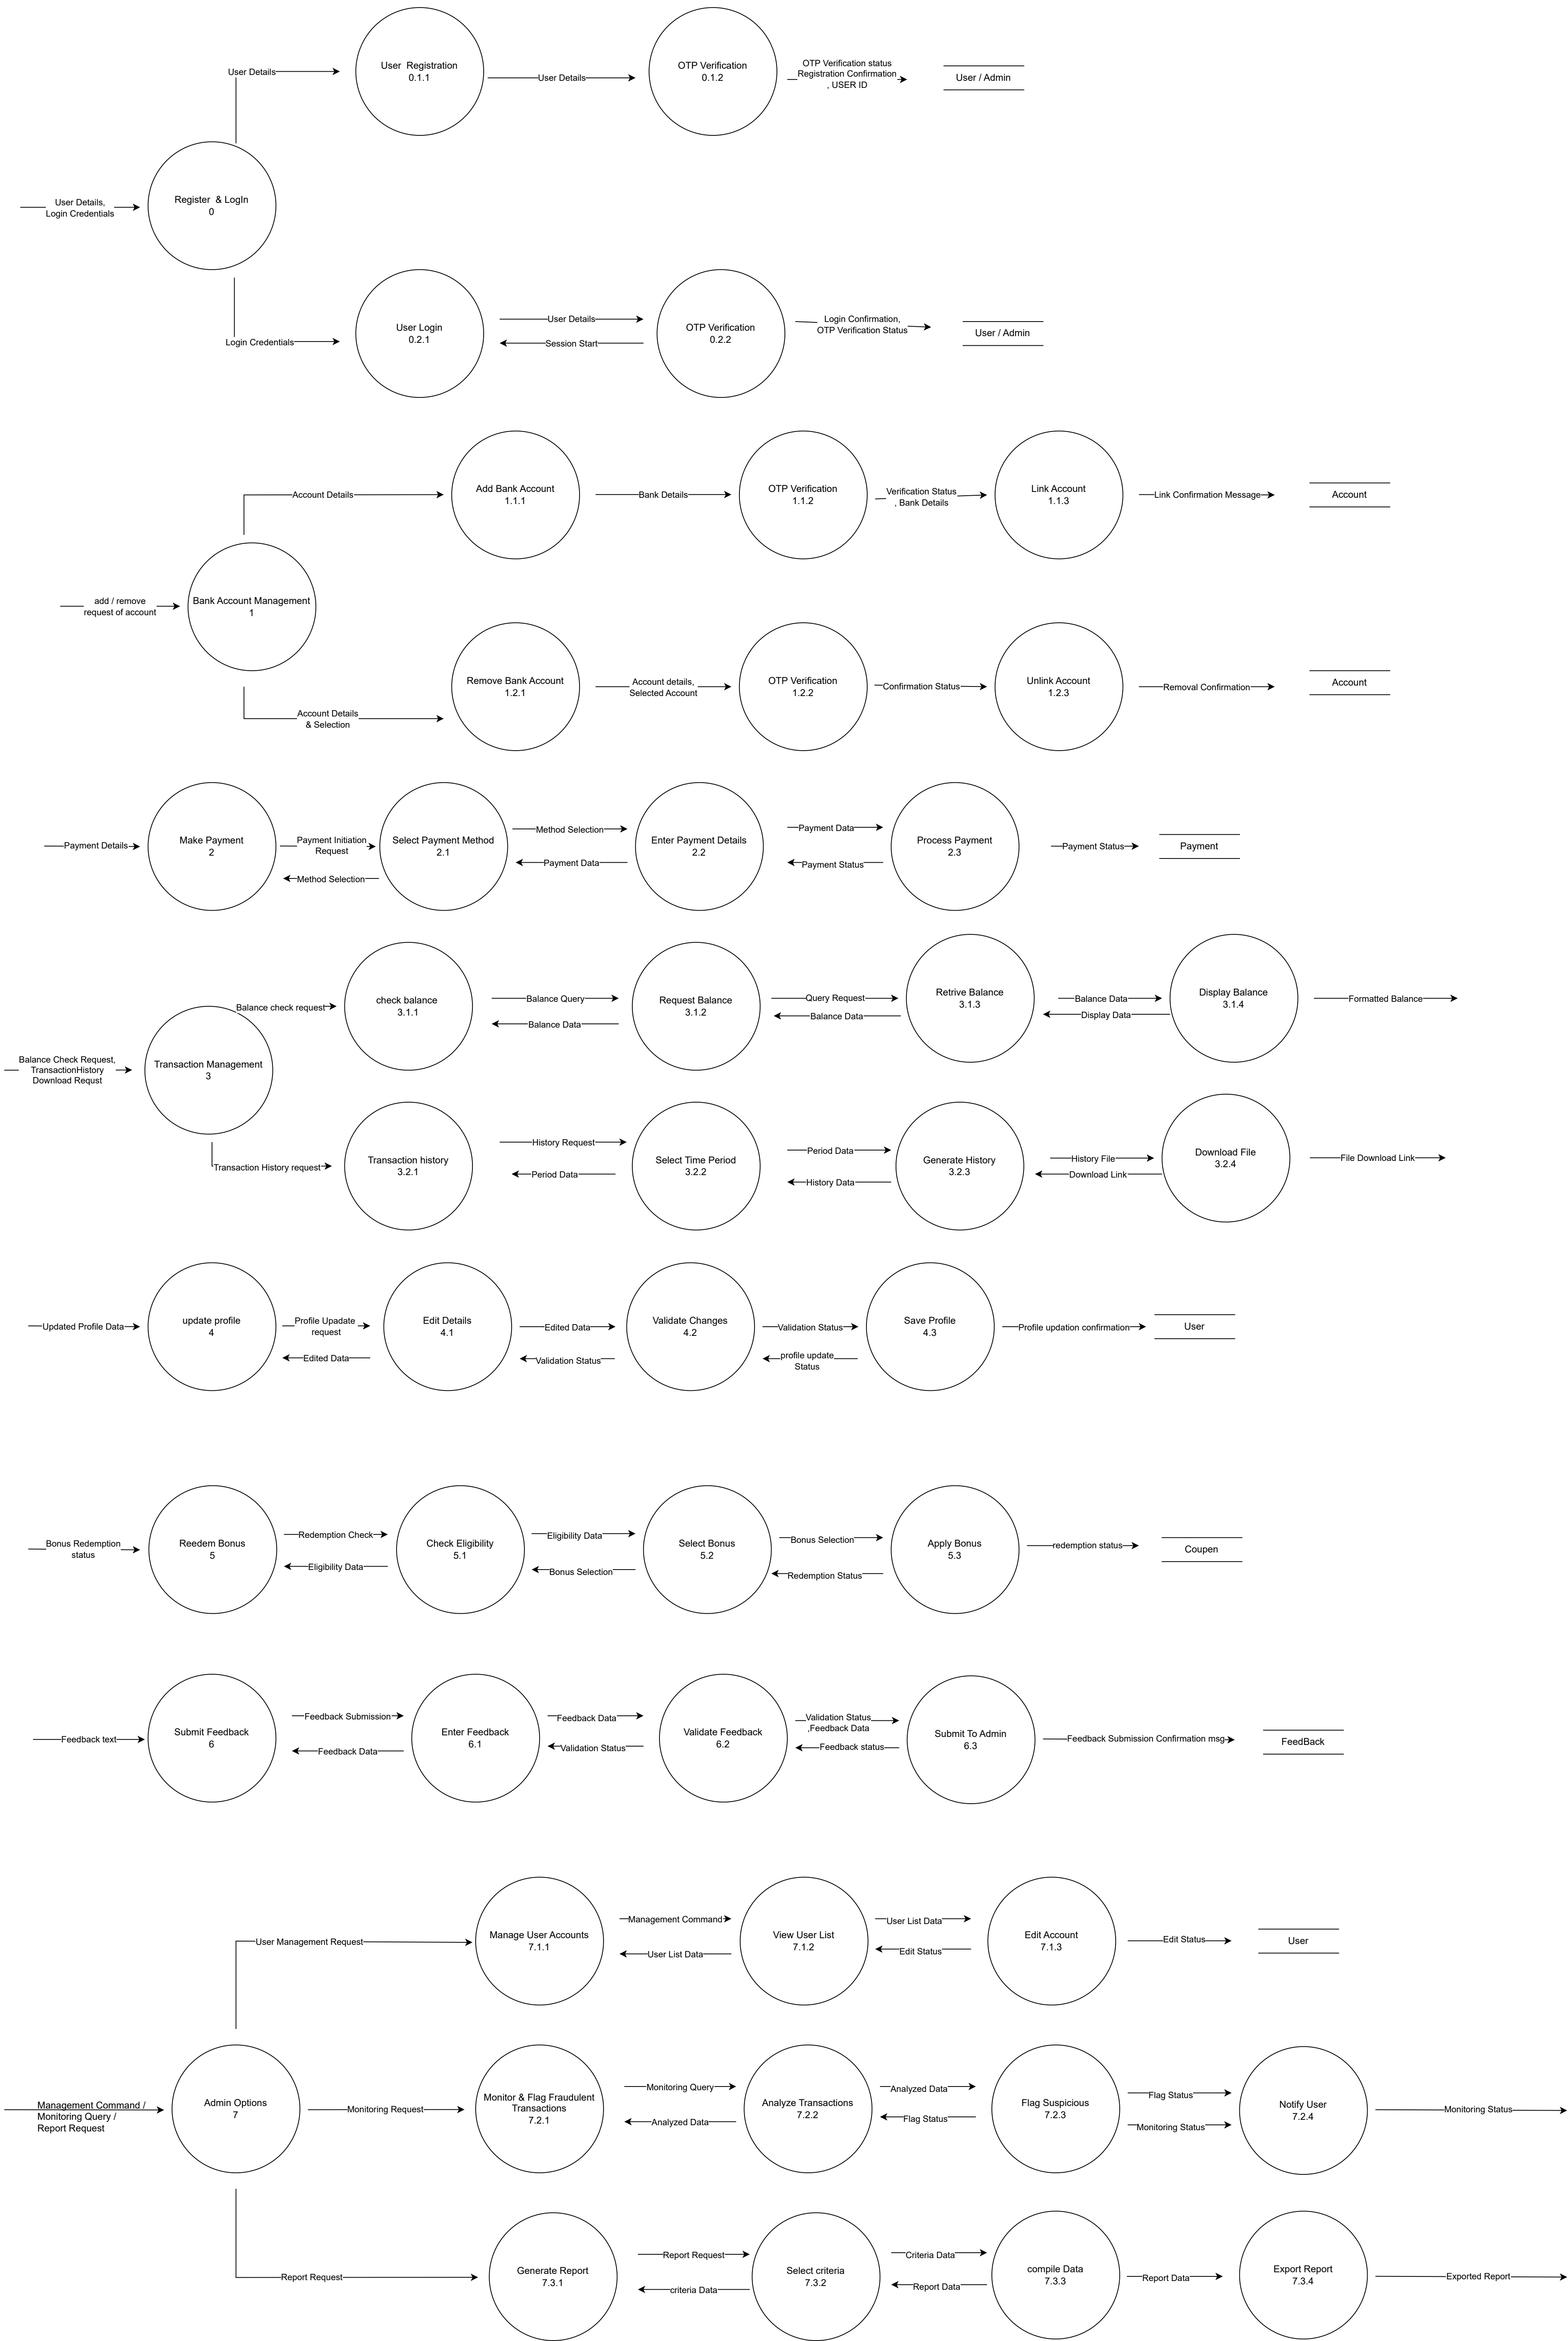 User Details
User  Registration
0.1.1
User Details
OTP Verification
0.1.2
OTP Verification status
Registration Confirmation
, USER ID
User / Admin
User Details,
Login Credentials
Register  & LogIn
0
Login Credentials
User Login
0.2.1
User Details
Session Start
OTP Verification
0.2.2
Login Confirmation,
OTP Verification Status
User / Admin
add / remove
request of account
Bank Account Management
1
Account Details
Add Bank Account
1.1.1
Bank Details
OTP Verification
1.1.2
Verification Status
, Bank Details
Link Account
1.1.3
Link Confirmation Message
Account
Account Details
& Selection
Remove Bank Account
1.2.1
Account details,
Selected Account
OTP Verification
1.2.2
Confirmation Status
Unlink Account
1.2.3
Removal Confirmation
Account
Payment Details
Make Payment
2
Payment Initiation
Request
Method Selection
Select Payment Method
2.1
Method Selection
Payment Data
Enter Payment Details
2.2
Payment Data
Payment Status
Process Payment
2.3
Payment Status
Payment
Balance Check Request,
TransactionHistory
Download Requst
Transaction Management
3
Balance check request
check balance
3.1.1
Balance Query
Balance Data
Request Balance
3.1.2
Query Request
Balance Data
Retrive Balance
3.1.3
Balance Data
Display Data
Display Balance
3.1.4
Formatted Balance
Transaction History request
Transaction history
3.2.1
History Request
Period Data
Select Time Period
3.2.2
Period Data
History Data
Generate History
3.2.3
History File
Download Link
Download File
3.2.4
File Download Link
Updated Profile Data
update profile
4
Profile Upadate
request
Edited Data
Edit Details
4.1
Edited Data
Validation Status
Validate Changes
4.2
Validation Status
profile update
Status
Save Profile
4.3
Profile updation confirmation
User
Bonus Redemption
status
Reedem Bonus
5
Redemption Check
Eligibility Data
Check Eligibility
5.1
Eligibility Data
Bonus Selection
Select Bonus
5.2
Bonus Selection
Redemption Status
Apply Bonus
5.3
redemption status
Coupen
Feedback text
Submit Feedback
6
Feedback Submission
Feedback Data
Enter Feedback
6.1
Feedback Data
Validation Status
Validate Feedback
6.2
Validation Status
,Feedback Data
Feedback status
Submit To Admin
6.3
Feedback Submission Confirmation msg
FeedBack
Management Command /
Monitoring Query /
Report Request
Admin Options
7
User Management Request
Manage User Accounts
7.1.1
Management Command
User List Data
View User List
7.1.2
User List Data
Edit Status
Edit Account
7.1.3
Edit Status
User
Monitoring Request
Monitor & Flag Fraudulent
Transactions
7.2.1
Monitoring Query
Analyzed Data
Analyze Transactions
7.2.2
Analyzed Data
Flag Status
Flag Suspicious
7.2.3
Flag Status
Monitoring Status
Notify User
7.2.4
Monitoring Status
Report Request
Generate Report
7.3.1
Report Request
criteria Data
Select criteria
7.3.2
Criteria Data
Report Data
compile Data
7.3.3
Report Data
Export Report
7.3.4
Exported Report